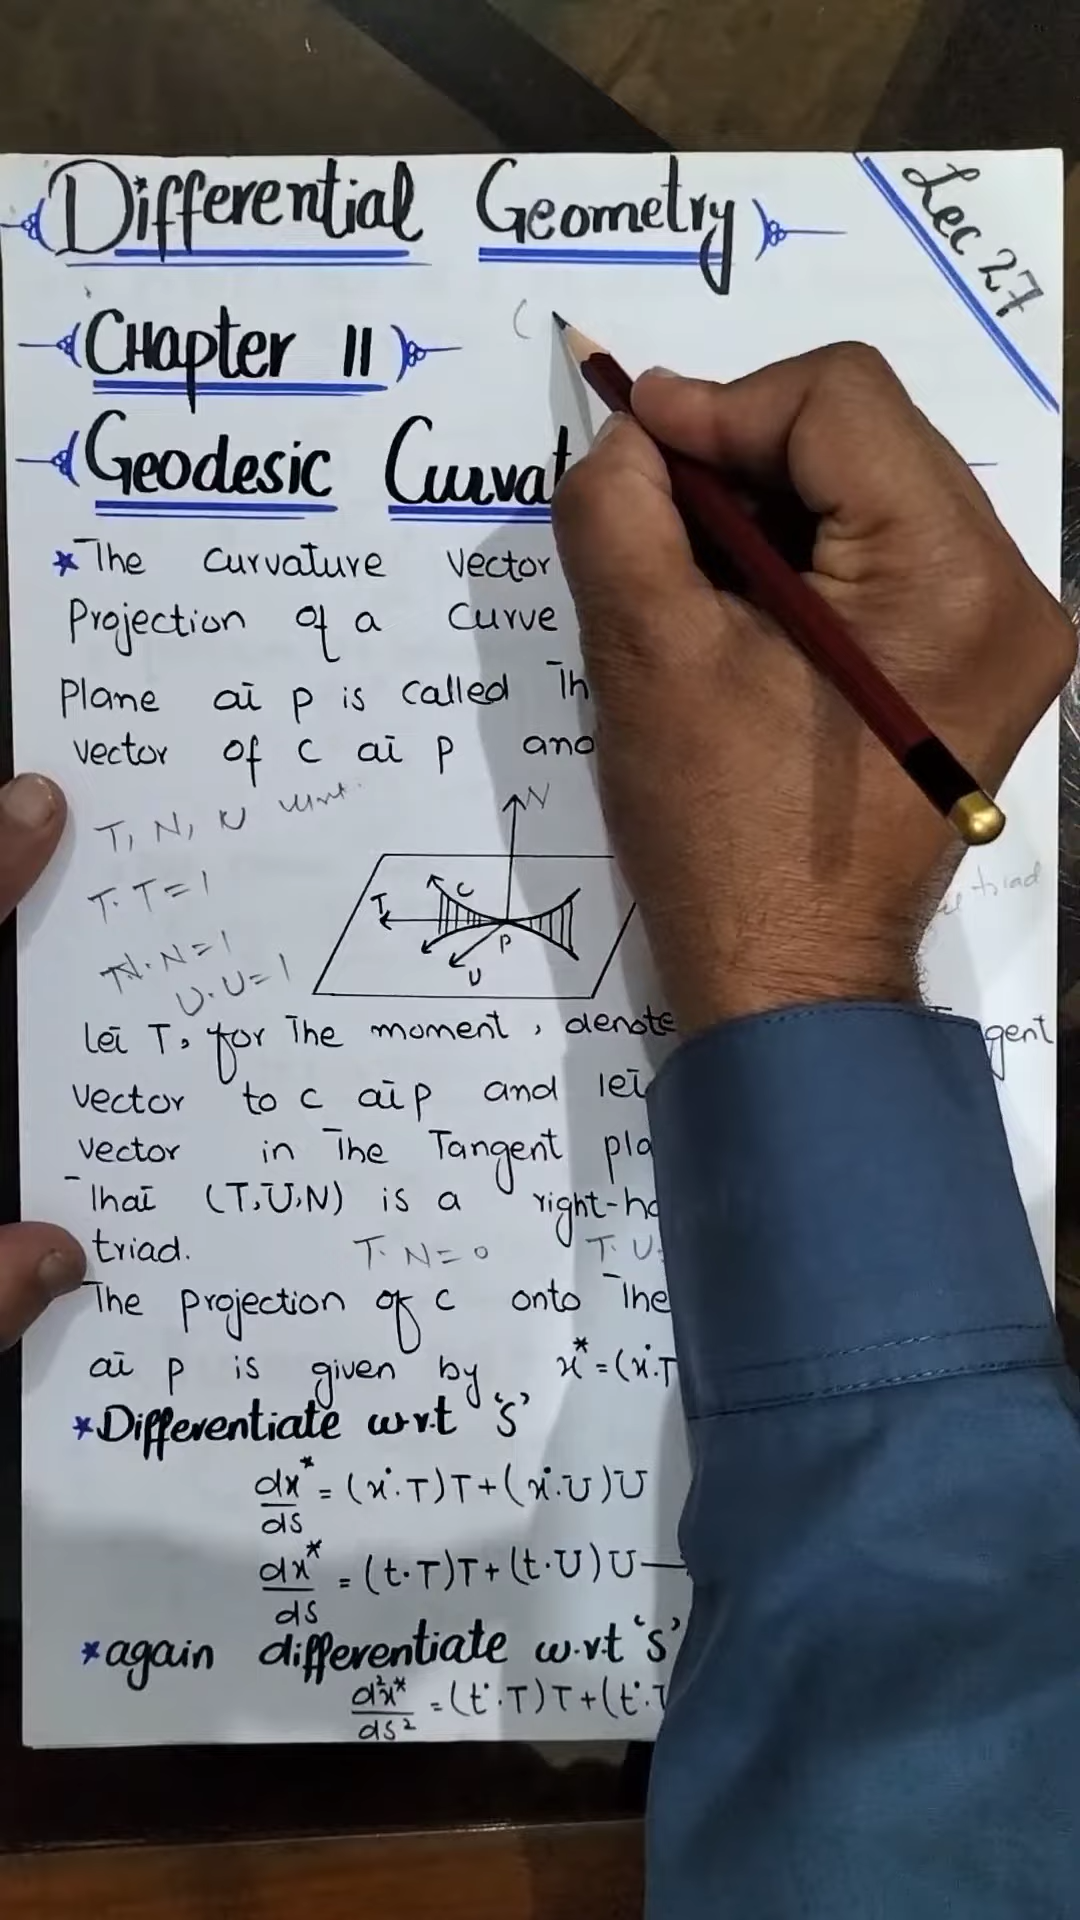 Differential Geometry
Lec 27
(
CHapter 11
Geodesic Curvat
* The curvature vector
Projection of a curve
Plane at p is called Th
vector of c at p and
T, N, U unit
T.T=1
N.N=1
U.U=1
N
T
C
P
U
triad
let T, for The moment, denote gent
vector to c at p and let
vector in The Tangent pla
That (T,U,N) is a right-ha
triad. T.N=0 T.U=
The projection of c onto The
at p is given by x* = (ẋ.T
*Differentiate w.r.t 's'
dx*/ds = (ẋ.T)T+(ẋ.U)U
dx*/ds = (t.T)T+(t.U)U—
*again differentiate w.r.t 's'
d²x*/ds² = (ṫ.T)T+(ṫ.